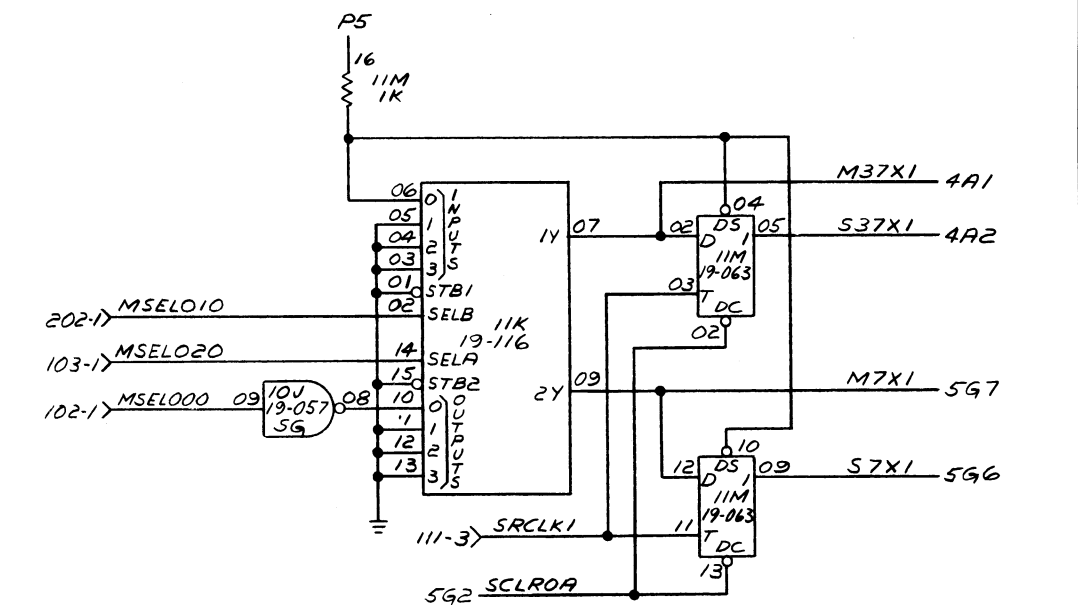 P5
16
11M
1K
M37X1 4A1
06 0 INPUTS
05 1
04 2
03 3
01 STB1
02 SELB
1Y 07
04
02 D DS 1 05 S37X1 4A2
11M
19-063
03 T
DC
02
202-1 MSEL010
11K
19-116
103-1 MSEL020 14 SELA
15 STB2
102-1 MSEL000 09 10J 08 10 0 OUTPUTS
19-057
SG
1
12 2
13 3
2Y 09 M7X1 5G7
10
12 D DS 1 09 S7X1 5G6
11M
19-063
111-3 SRCLK1 11 T
DC
13
5G2 SCLR0A